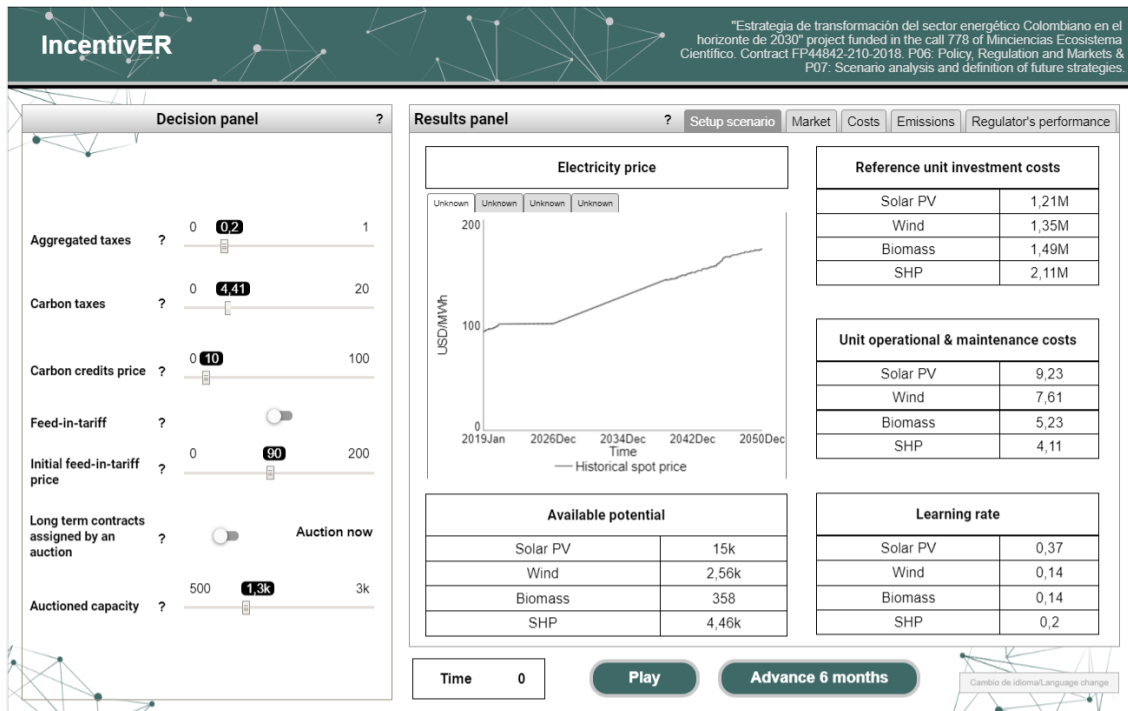 IncentivER
"Estrategia de transformación del sector energético Colombiano en el
horizonte de 2030" project funded in the call 778 of Minciencias Ecosistema
Científico. Contract FP44842-210-2018. P06: Policy, Regulation and Markets &
P07: Scenario analysis and definition of future strategies.
Decision panel ?
Aggregated taxes ? 0 0,2 1
Carbon taxes ? 0 4,41 20
Carbon credits price ? 0 10 100
Feed-in-tariff ?
Initial feed-in-tariff
price ? 0 90 200
Long term contracts
assigned by an
auction ? Auction now
Auctioned capacity ? 500 1,3k 3k
Results panel ? Setup scenario Market Costs Emissions Regulator's performance
Electricity price
Unknown Unknown Unknown Unknown
200
100
0
USD/MWh
2019Jan 2026Dec 2034Dec 2042Dec 2050Dec
Time
Historical spot price
Reference unit investment costs
Solar PV 1,21M
Wind 1,35M
Biomass 1,49M
SHP 2,11M
Unit operational & maintenance costs
Solar PV 9,23
Wind 7,61
Biomass 5,23
SHP 4,11
Available potential
Solar PV 15k
Wind 2,56k
Biomass 358
SHP 4,46k
Learning rate
Solar PV 0,37
Wind 0,14
Biomass 0,14
SHP 0,2
Time 0
Play
Advance 6 months
Cambio de idioma/Language change